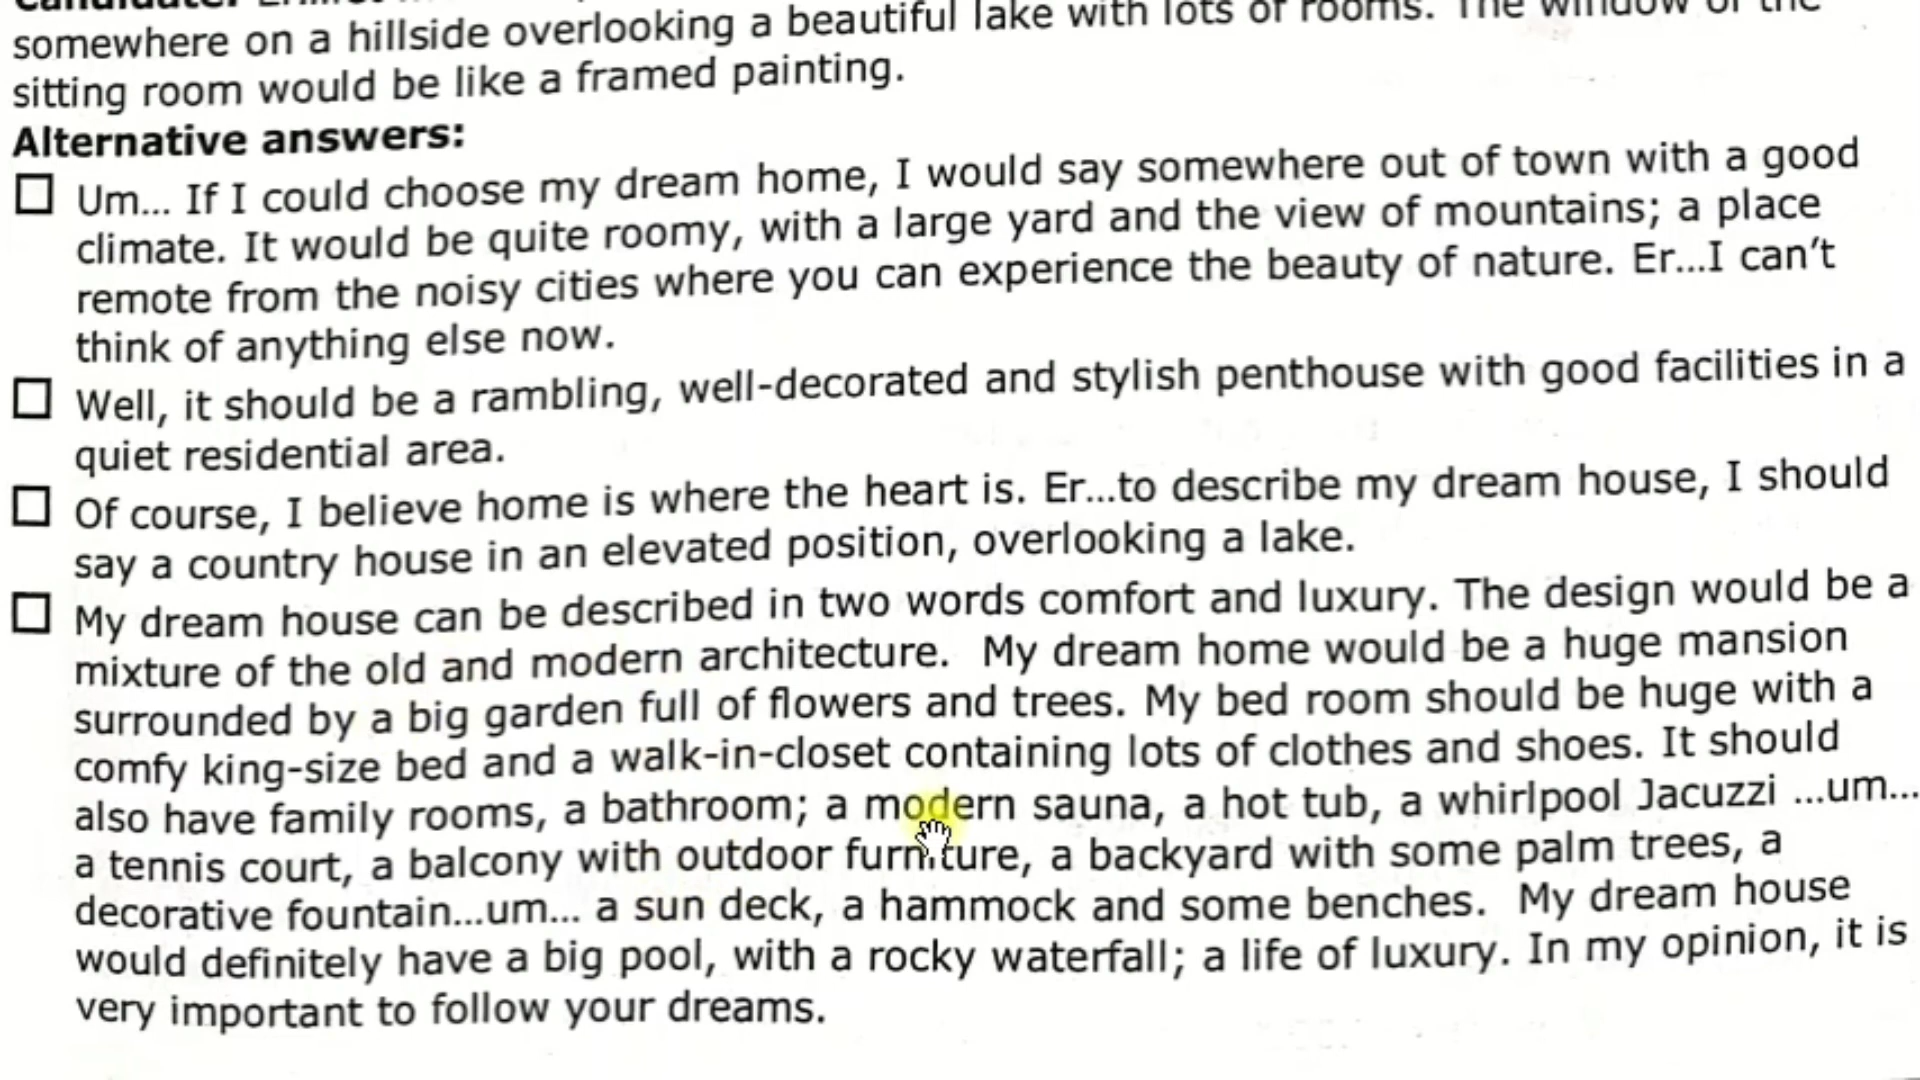 Candidate:
somewhere on a hillside overlooking a beautiful lake with lots of rooms. The window of the
sitting room would be like a framed painting.
Alternative answers:
Um... If I could choose my dream home, I would say somewhere out of town with a good
climate. It would be quite roomy, with a large yard and the view of mountains; a place
remote from the noisy cities where you can experience the beauty of nature. Er...I can't
think of anything else now.
Well, it should be a rambling, well-decorated and stylish penthouse with good facilities in a
quiet residential area.
Of course, I believe home is where the heart is. Er...to describe my dream house, I should
say a country house in an elevated position, overlooking a lake.
My dream house can be described in two words comfort and luxury. The design would be a
mixture of the old and modern architecture. My dream home would be a huge mansion
surrounded by a big garden full of flowers and trees. My bed room should be huge with a
comfy king-size bed and a walk-in-closet containing lots of clothes and shoes. It should
also have family rooms, a bathroom; a modern sauna, a hot tub, a whirlpool Jacuzzi ...um...
a tennis court, a balcony with outdoor furniture, a backyard with some palm trees, a
decorative fountain...um... a sun deck, a hammock and some benches. My dream house
would definitely have a big pool, with a rocky waterfall; a life of luxury. In my opinion, it is
very important to follow your dreams.